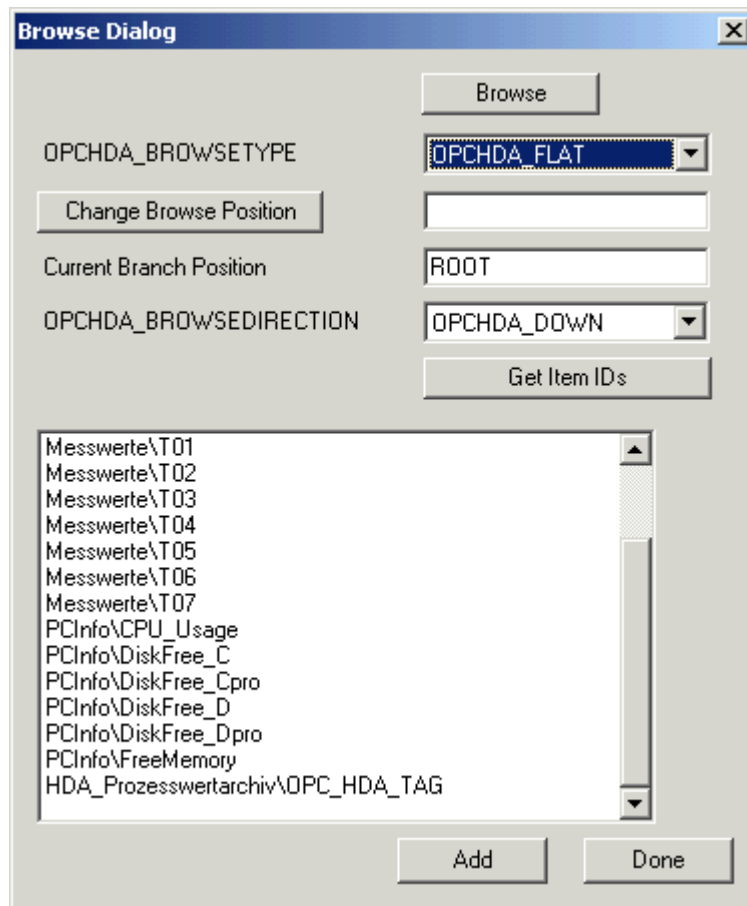 Browse Dialog
Browse
OPCHDA_BROWSETYPE OPCHDA_FLAT
Change Browse Position
Current Branch Position ROOT
OPCHDA_BROWSEDIRECTION OPCHDA_DOWN
Get Item IDs
Messwerte\T01
Messwerte\T02
Messwerte\T03
Messwerte\T04
Messwerte\T05
Messwerte\T06
Messwerte\T07
PCInfo\CPU_Usage
PCInfo\DiskFree_C
PCInfo\DiskFree_Cpro
PCInfo\DiskFree_D
PCInfo\DiskFree_Dpro
PCInfo\FreeMemory
HDA_Prozesswertarchiv\OPC_HDA_TAG
Add Done